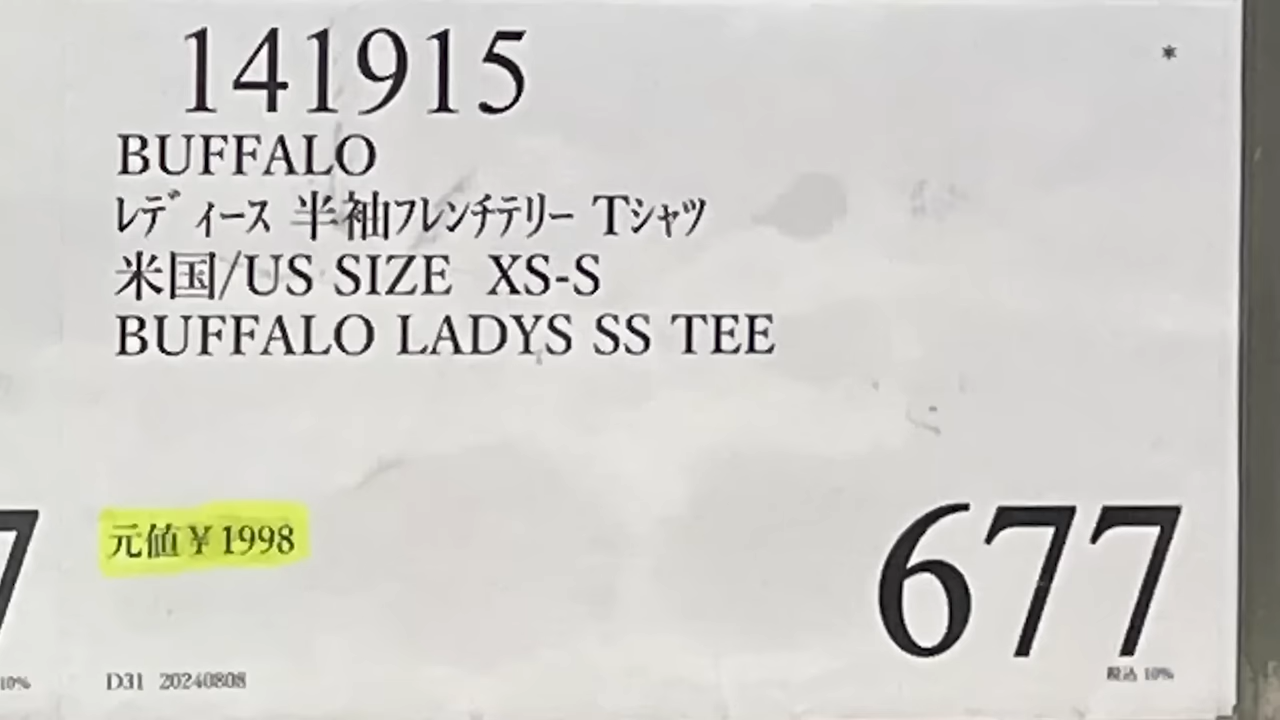 141915
*
BUFFALO
ﾚﾃﾞｨｰｽ 半袖ﾌﾚﾝﾁﾃﾘｰ Tｼｬﾂ
米国/US SIZE  XS-S
BUFFALO LADYS SS TEE
元値￥1998
677
7
税込 10%
10%
D31  20240808